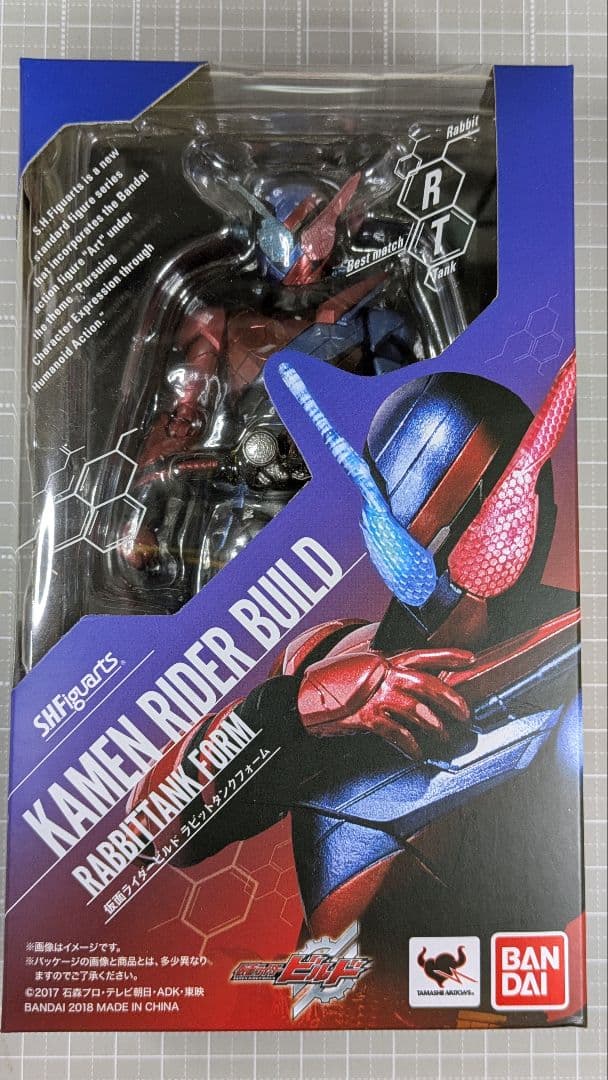 S.H.Figuarts is a new
standard figure series
that incorporates the Bandai
action figure "Art" under
the theme "Pursuing
Character Expression through
Humanoid Action."
Rabbit
R
T
Best match
Tank
S.H.Figuarts®
KAMEN RIDER BUILD
RABBITTANK FORM
仮面ライダービルド ラビットタンクフォーム
※画像はイメージです。
※パッケージの画像と商品とは、多少異なり
ますのでご了承ください。
©2017 石森プロ・テレビ朝日・ADK・東映
BANDAI 2018 MADE IN CHINA
仮面ライダー
ビルド
TAMASHII NATIONS®
BAN
DAI